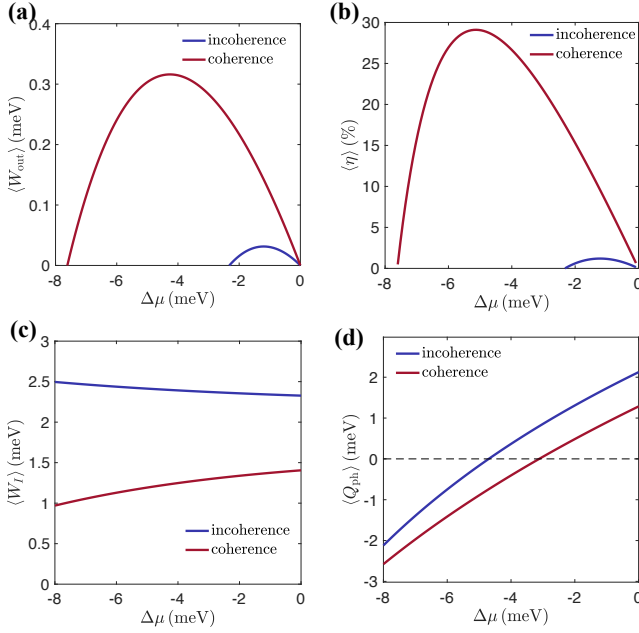 (a)
0.4
0.3
0.2
0.1
0
⟨W_out⟩ (meV)
incoherence
coherence
-8 -6 -4 -2 0
Δμ (meV)
(b)
30
25
20
15
10
5
0
⟨η⟩ (%)
incoherence
coherence
-8 -6 -4 -2 0
Δμ (meV)
(c)
3
2.5
2
1.5
1
0.5
0
⟨W_I⟩ (meV)
incoherence
coherence
-8 -6 -4 -2 0
Δμ (meV)
(d)
2
1
0
-1
-2
-3
⟨Q_ph⟩ (meV)
incoherence
coherence
-8 -6 -4 -2 0
Δμ (meV)